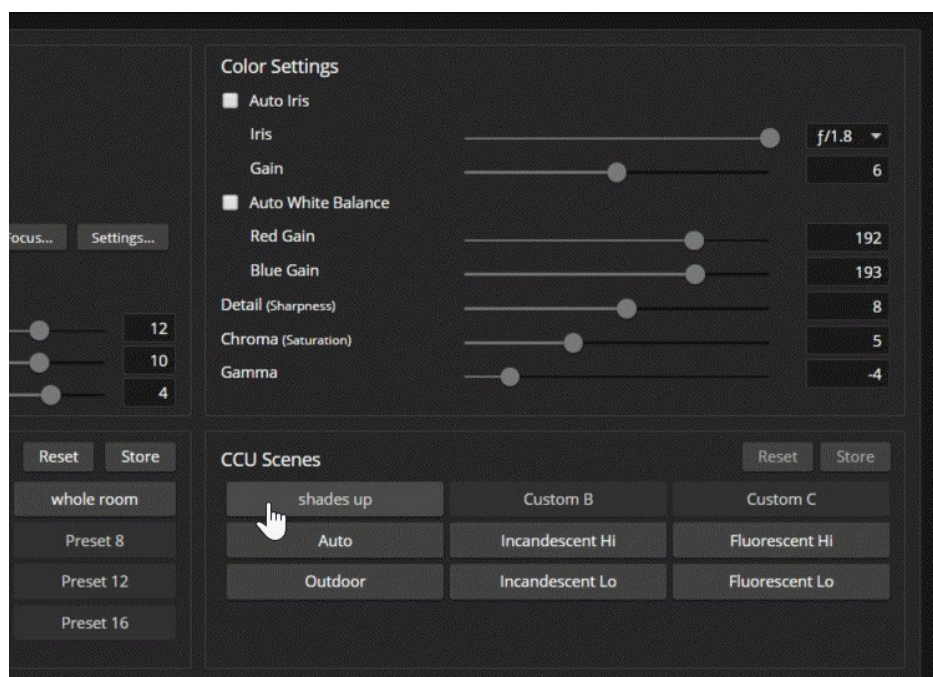 Color Settings
Auto Iris
Iris ƒ/1.8
Gain 6
Auto White Balance
Red Gain 192
Focus... Settings...
Blue Gain 193
Detail (Sharpness) 8
12
Chroma (Saturation) 5
10
Gamma -4
4
Reset Store
whole room
Preset 8
Preset 12
Preset 16
CCU Scenes Reset Store
shades up Custom B Custom C
Auto Incandescent Hi Fluorescent Hi
Outdoor Incandescent Lo Fluorescent Lo